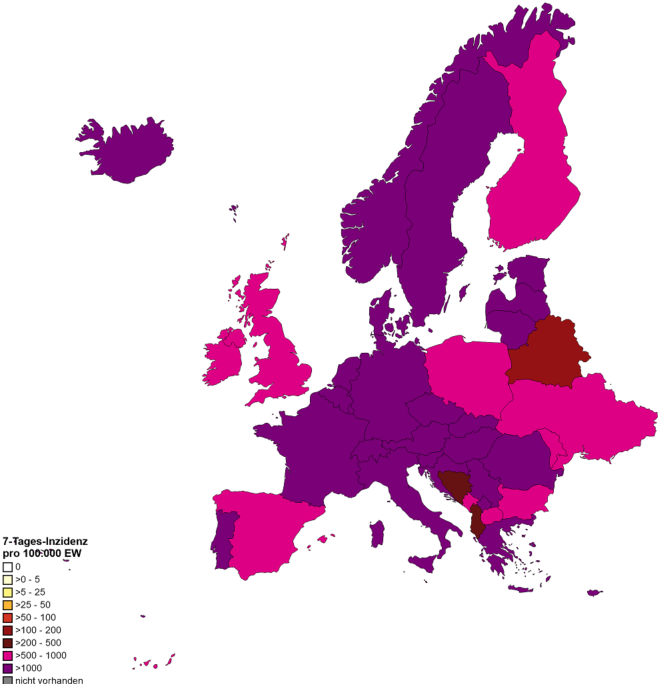 7-Tages-Inzidenz
pro 100.000 EW
0
>0 - 5
>5 - 25
>25 - 50
>50 - 100
>100 - 200
>200 - 500
>500 - 1000
>1000
nicht vorhanden